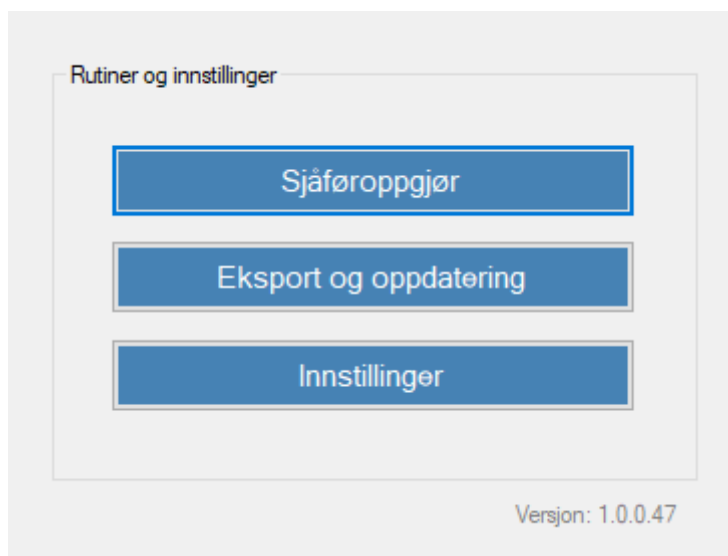 Rutiner og innstillinger
Sjåføroppgjør
Eksport og oppdatering
Innstillinger
Versjon: 1.0.0.47